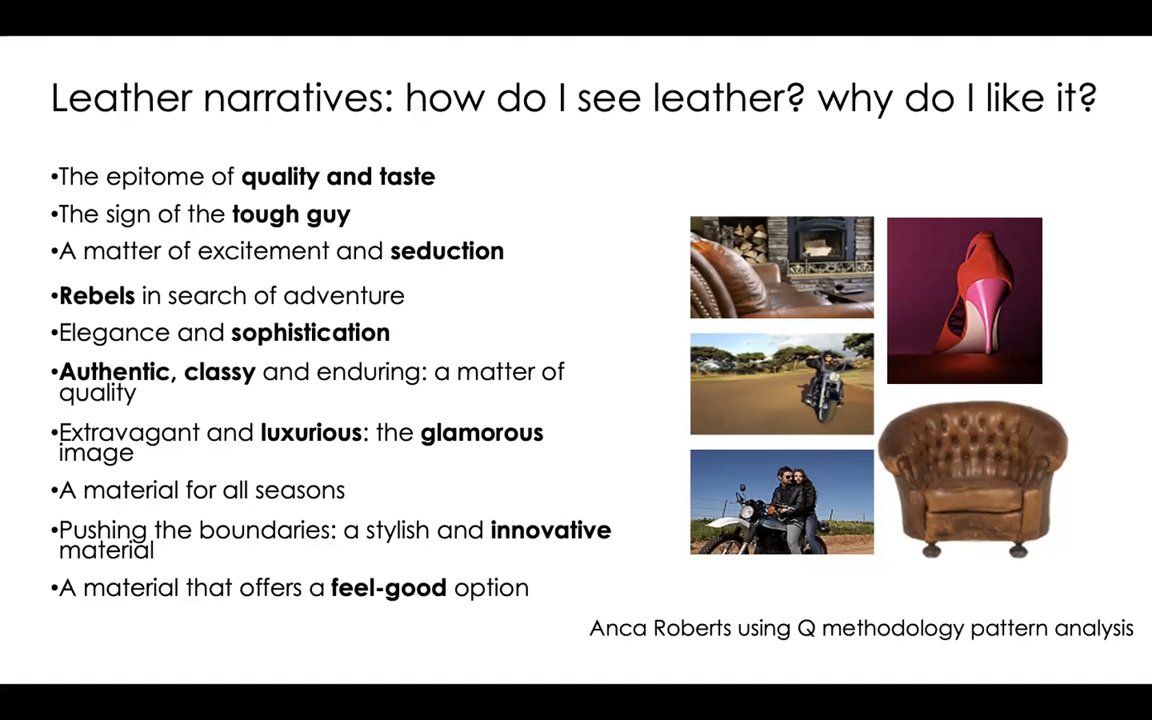 Leather narratives: how do I see leather? why do I like it?
•The epitome of quality and taste
•The sign of the tough guy
•A matter of excitement and seduction
•Rebels in search of adventure
•Elegance and sophistication
•Authentic, classy and enduring: a matter of
quality
•Extravagant and luxurious: the glamorous
image
•A material for all seasons
•Pushing the boundaries: a stylish and innovative
material
•A material that offers a feel-good option
Anca Roberts using Q methodology pattern analysis